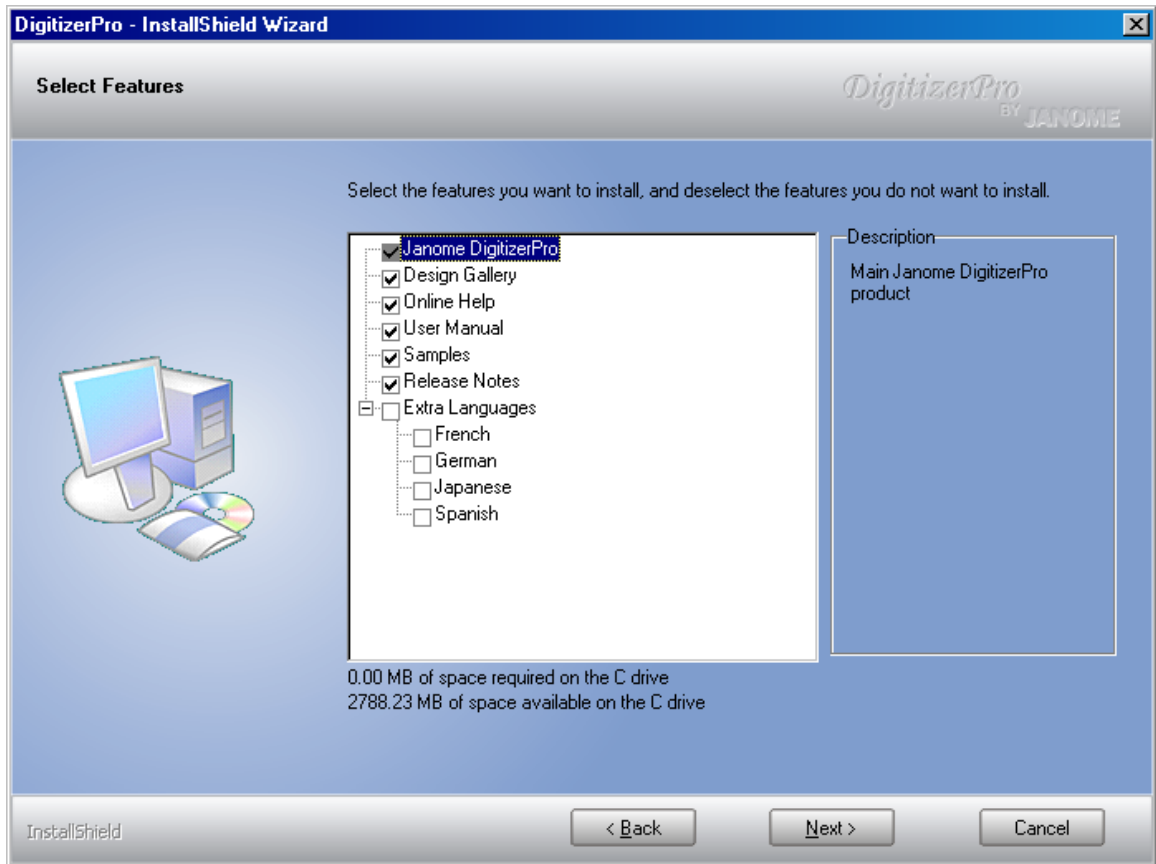 DigitizerPro - InstallShield Wizard
Select Features
DigitizerPro
BY JANOME
Select the features you want to install, and deselect the features you do not want to install.
Janome DigitizerPro
Design Gallery
Online Help
User Manual
Samples
Release Notes
Extra Languages
French
German
Japanese
Spanish
Description
Main Janome DigitizerPro
product
0.00 MB of space required on the C drive
2788.23 MB of space available on the C drive
InstallShield
< Back
Next >
Cancel